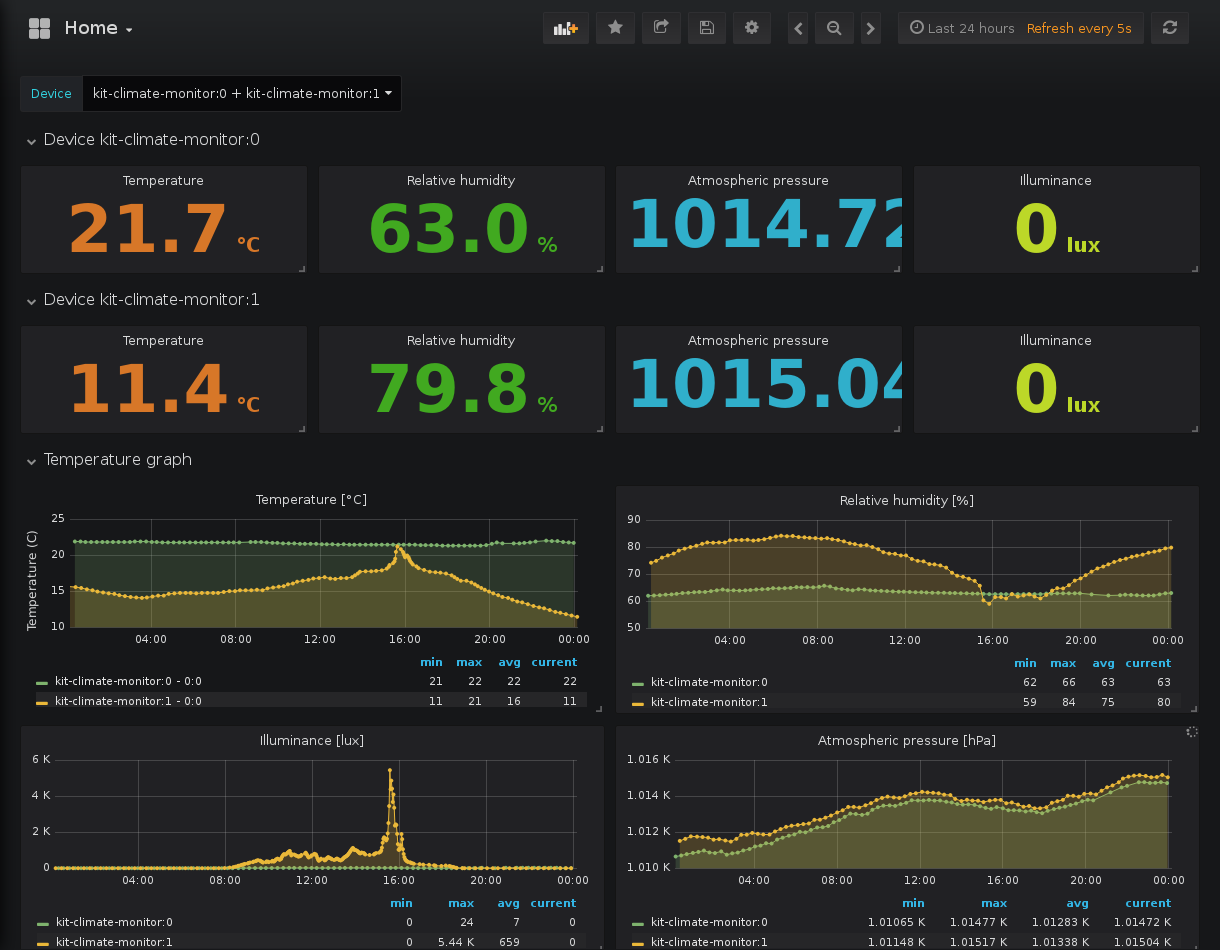 Home
Last 24 hours Refresh every 5s
Device kit-climate-monitor:0 + kit-climate-monitor:1
Device kit-climate-monitor:0
Temperature Relative humidity Atmospheric pressure Illuminance
21.7 °C 63.0 % 1014.72 0 lux
Device kit-climate-monitor:1
Temperature Relative humidity Atmospheric pressure Illuminance
11.4 °C 79.8 % 1015.04 0 lux
Temperature graph
Temperature [°C]
Temperature (C)
25
20
15
10
04:00 08:00 12:00 16:00 20:00 00:00
min max avg current
kit-climate-monitor:0 - 0:0 21 22 22 22
kit-climate-monitor:1 - 0:0 11 21 16 11
Relative humidity [%]
90
80
70
60
50
04:00 08:00 12:00 16:00 20:00 00:00
min max avg current
kit-climate-monitor:0 62 66 63 63
kit-climate-monitor:1 59 84 75 80
Illuminance [lux]
6 K
4 K
2 K
0
04:00 08:00 12:00 16:00 20:00 00:00
min max avg current
kit-climate-monitor:0 0 24 7 0
kit-climate-monitor:1 0 5.44 K 659 0
Atmospheric pressure [hPa]
1.016 K
1.014 K
1.012 K
1.010 K
04:00 08:00 12:00 16:00 20:00 00:00
min max avg current
kit-climate-monitor:0 1.01065 K 1.01477 K 1.01283 K 1.01472 K
kit-climate-monitor:1 1.01148 K 1.01517 K 1.01338 K 1.01504 K